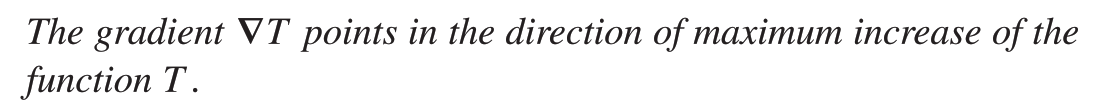 The gradient ∇T points in the direction of maximum increase of the
function T.